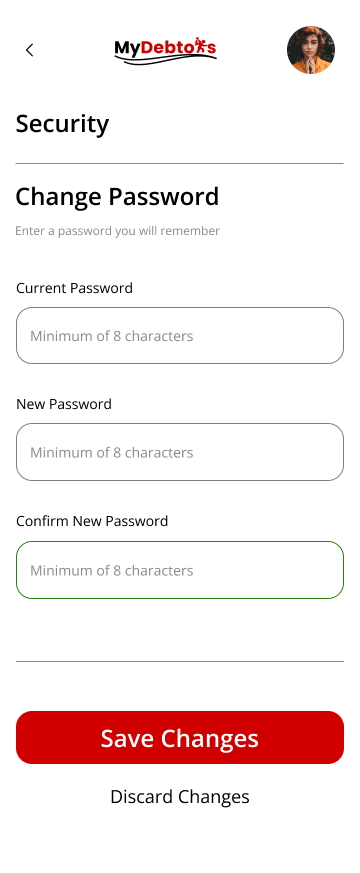 MyDebtors
Security
Change Password
Enter a password you will remember
Current Password
Minimum of 8 characters
New Password
Minimum of 8 characters
Confirm New Password
Minimum of 8 characters
Save Changes
Discard Changes